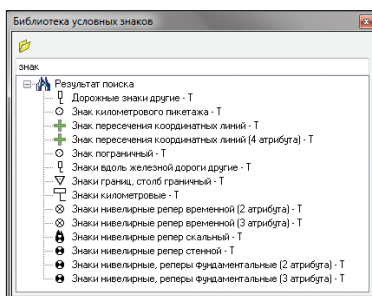 Библиотека условных знаков
знак
Результат поиска
Дорожные знаки другие - Т
Знак километрового пикетажа - Т
Знак пересечения координатных линий - Т
Знак пересечения координатных линий (4 атрибута) - Т
Знак пограничный - Т
Знаки вдоль железной дороги другие - Т
Знаки границ, столб граничный - Т
Знаки километровые - Т
Знаки нивелирные репер временной (2 атрибута) - Т
Знаки нивелирные репер временной (3 атрибута) - Т
Знаки нивелирные репер скальный - Т
Знаки нивелирные репер стенной - Т
Знаки нивелирные, реперы фундаментальные (2 атрибута) - Т
Знаки нивелирные, реперы фундаментальные (3 атрибута) - Т